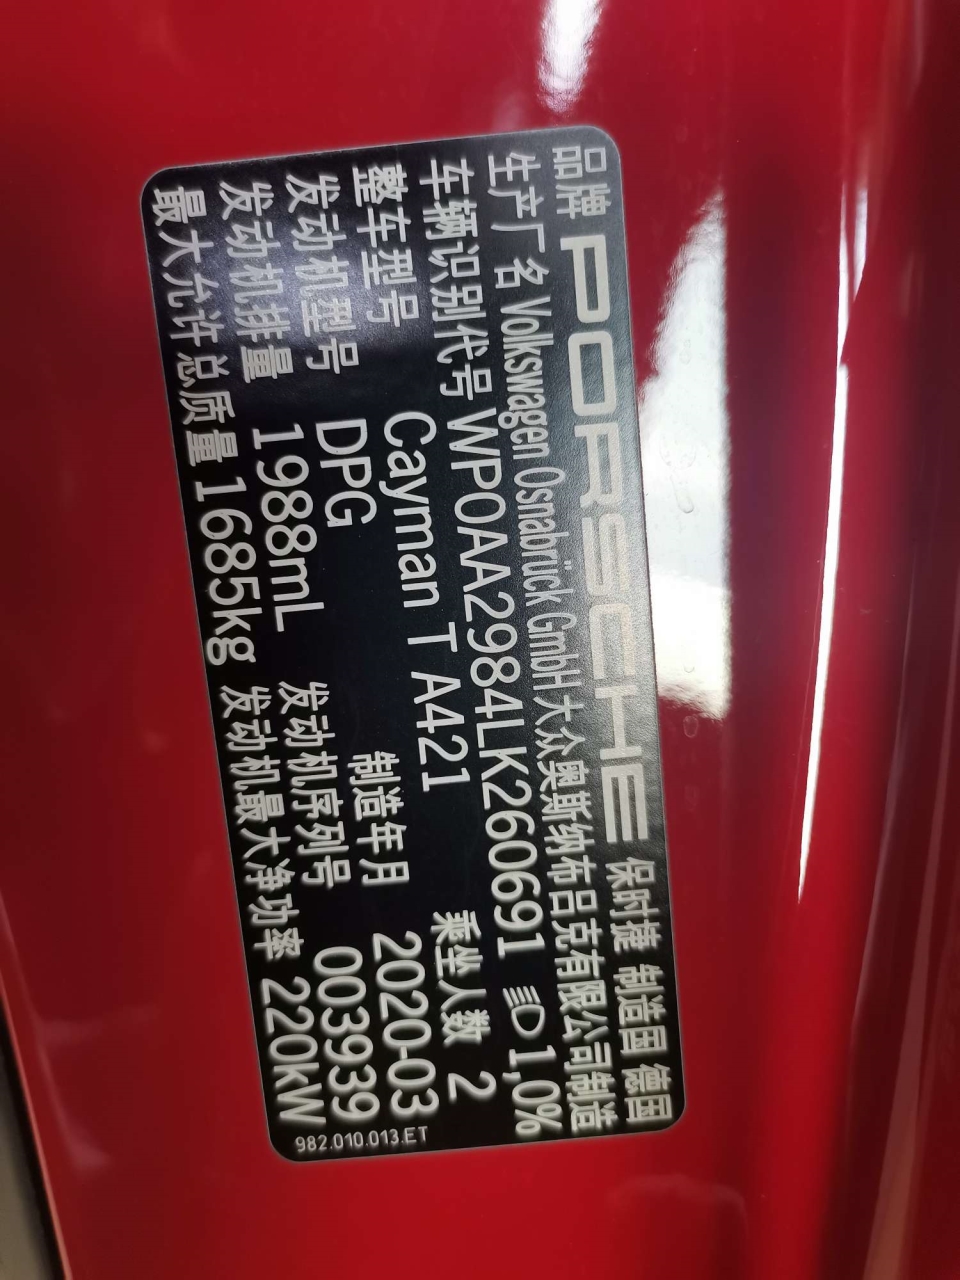 品牌 PORSCHE 保时捷 制造国 德国
生产厂名 Volkswagen Osnabrück GmbH 大众奥斯纳布吕克有限公司制造
车辆识别代号 WP0AA2984LK260691 1,0%
整车型号 Cayman T A421 乘坐人数 2
发动机型号 DPG 制造年月 2020-03
发动机排量 1988mL 发动机序列号 003939
最大允许总质量 1685kg 发动机最大净功率 220kW
982.010.013.ET